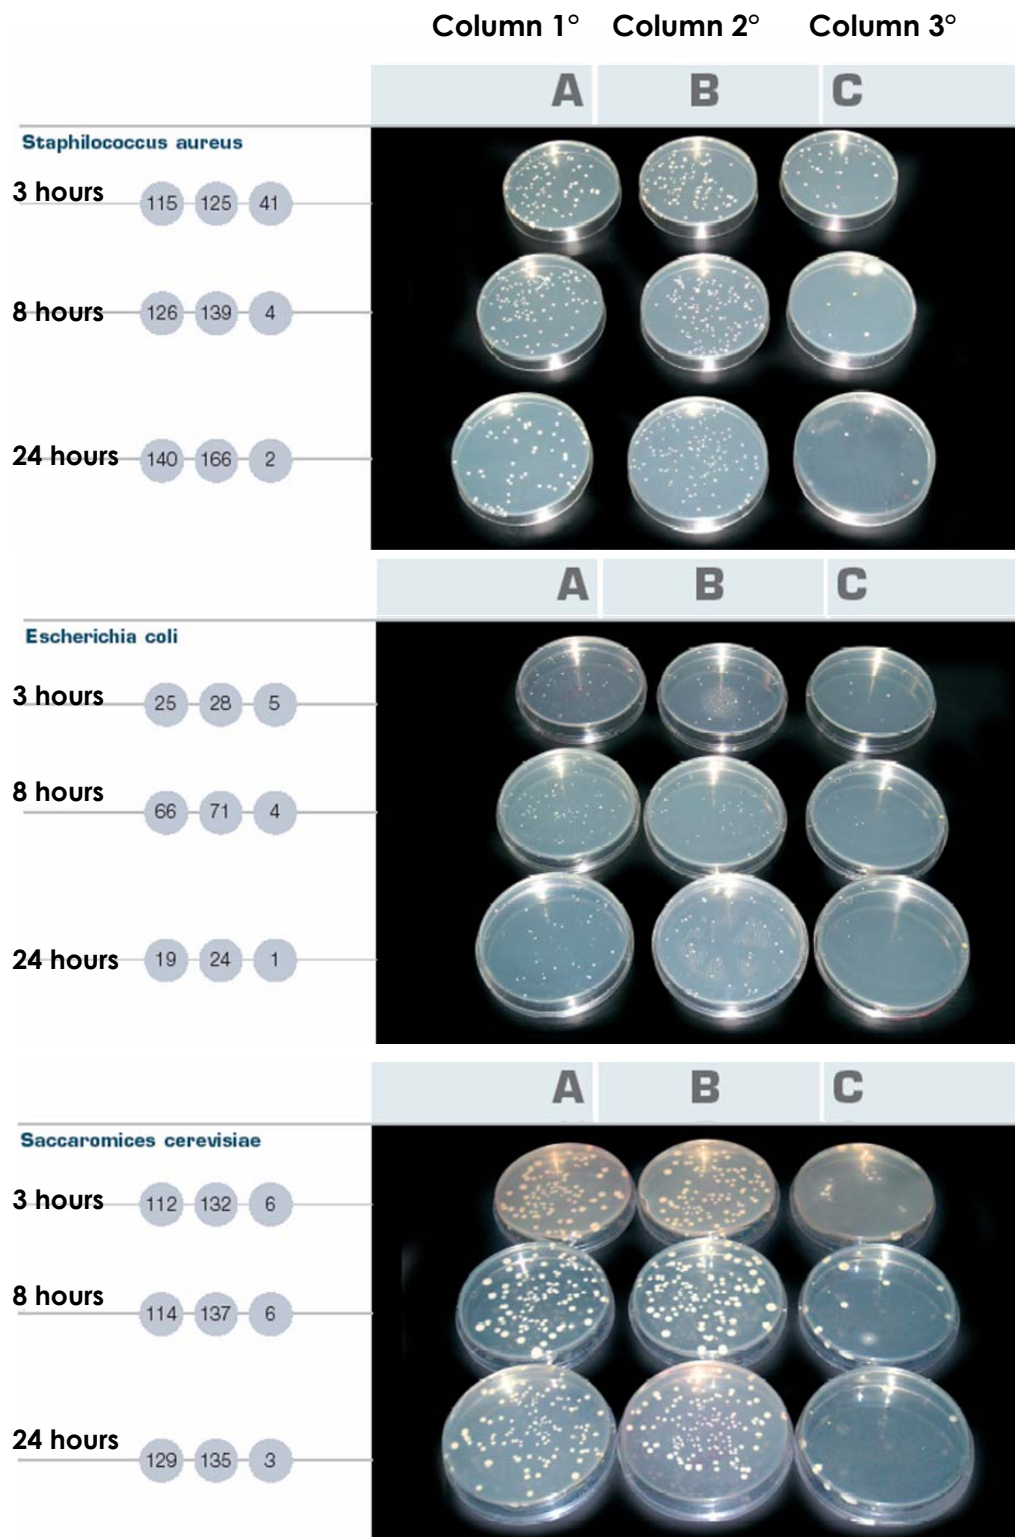 Column 1° Column 2° Column 3°
A B C
Staphilococcus aureus
3 hours 115 125 41
8 hours 126 139 4
24 hours 140 166 2
A B C
Escherichia coli
3 hours 25 28 5
8 hours 66 71 4
24 hours 19 24 1
A B C
Saccaromices cerevisiae
3 hours 112 132 6
8 hours 114 137 6
24 hours 129 135 3